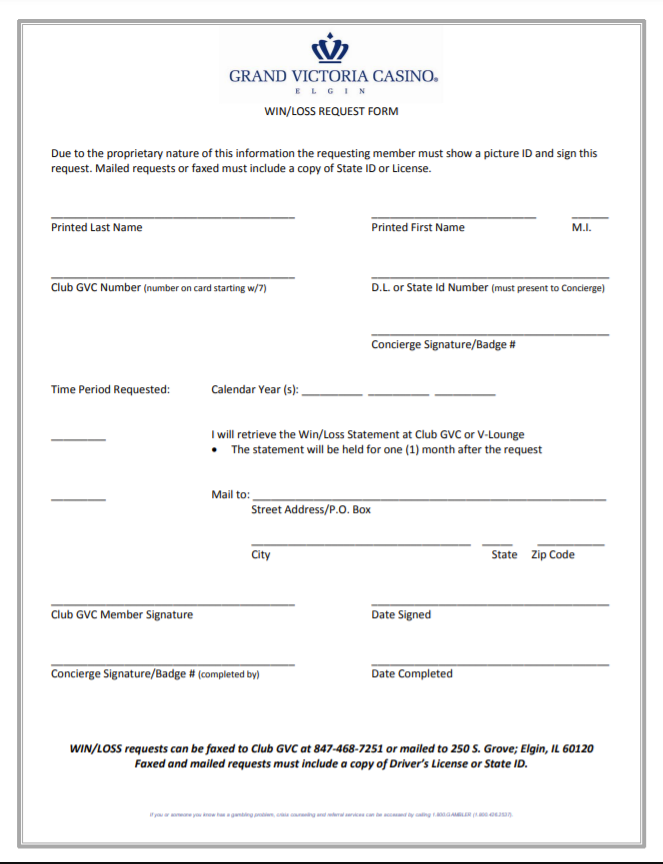 GRAND VICTORIA CASINO®
ELGIN
WIN/LOSS REQUEST FORM
Due to the proprietary nature of this information the requesting member must show a picture ID and sign this
request. Mailed requests or faxed must include a copy of State ID or License.
Printed Last Name Printed First Name M.I.
Club GVC Number (number on card starting w/7) D.L. or State Id Number (must present to Concierge)
Concierge Signature/Badge #
Time Period Requested: Calendar Year (s): __________ __________ __________
I will retrieve the Win/Loss Statement at Club GVC or V-Lounge
• The statement will be held for one (1) month after the request
Mail to:
Street Address/P.O. Box
City State Zip Code
Club GVC Member Signature Date Signed
Concierge Signature/Badge # (completed by) Date Completed
WIN/LOSS requests can be faxed to Club GVC at 847-468-7251 or mailed to 250 S. Grove; Elgin, IL 60120
Faxed and mailed requests must include a copy of Driver's License or State ID.
If you or someone you know has a gambling problem, crisis counseling and referral services can be accessed by calling 1.800.GAMBLER (1.800.426.2537).